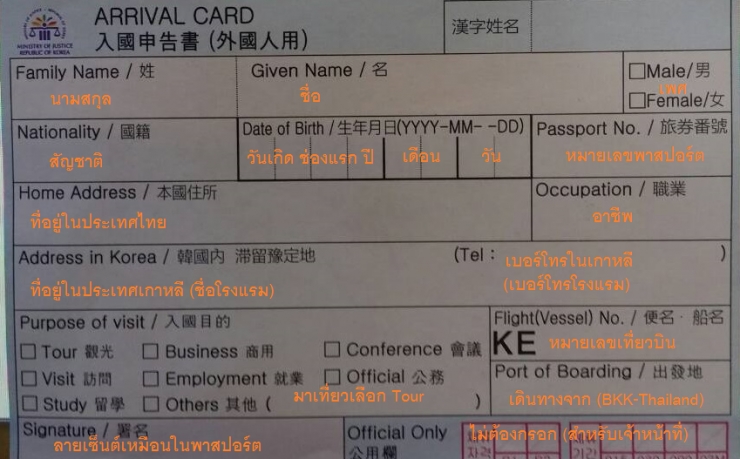 ARRIVAL CARD
入國申告書 (外國人用)
漢字姓名
MINISTRY OF JUSTICE
REPUBLIC OF KOREA
Family Name / 姓
Given Name / 名
□Male/男
นามสกุล
ชื่อ
เพศ
□Female/女
Nationality / 國籍
Date of Birth / 生年月日(YYYY-MM- -DD)
Passport No. / 旅券番號
สัญชาติ
วันเกิด ช่องแรก ปี
เดือน
วัน
หมายเลขพาสปอร์ต
Home Address / 本國住所
Occupation / 職業
ที่อยู่ในประเทศไทย
อาชีพ
Address in Korea / 韓國內 滯留豫定地
(Tel : )
เบอร์โทรในเกาหลี
ที่อยู่ในประเทศเกาหลี (ชื่อโรงแรม)
(เบอร์โทรโรงแรม)
Purpose of visit / 入國目的
Flight(Vessel) No. / 便名 · 船名
□ Tour 觀光 □ Business 商用 □ Conference 會議
KE หมายเลขเที่ยวบิน
□ Visit 訪問 □ Employment 就業 □ Official 公務
Port of Boarding / 出發地
□ Study 留學 □ Others 其他 ( มาเที่ยวเลือก Tour )
เดินทางจาก (BKK-Thailand)
Signature / 署名
Official Only
ไม่ต้องกรอก (สำหรับเจ้าหน้าที่)
ลายเซ็นต์เหมือนในพาสปอร์ต
公用欄
자격